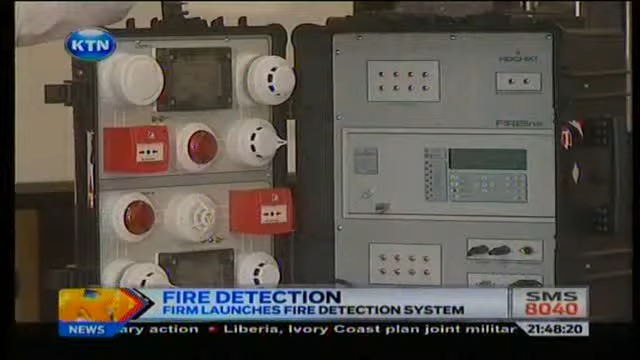 KTN
HOCHIKI
FIREline
FIRE DETECTION
FIRM LAUNCHES FIRE DETECTION SYSTEM
SMS
8040
NEWS
ary action • Liberia, Ivory Coast plan joint militar
21:48:20